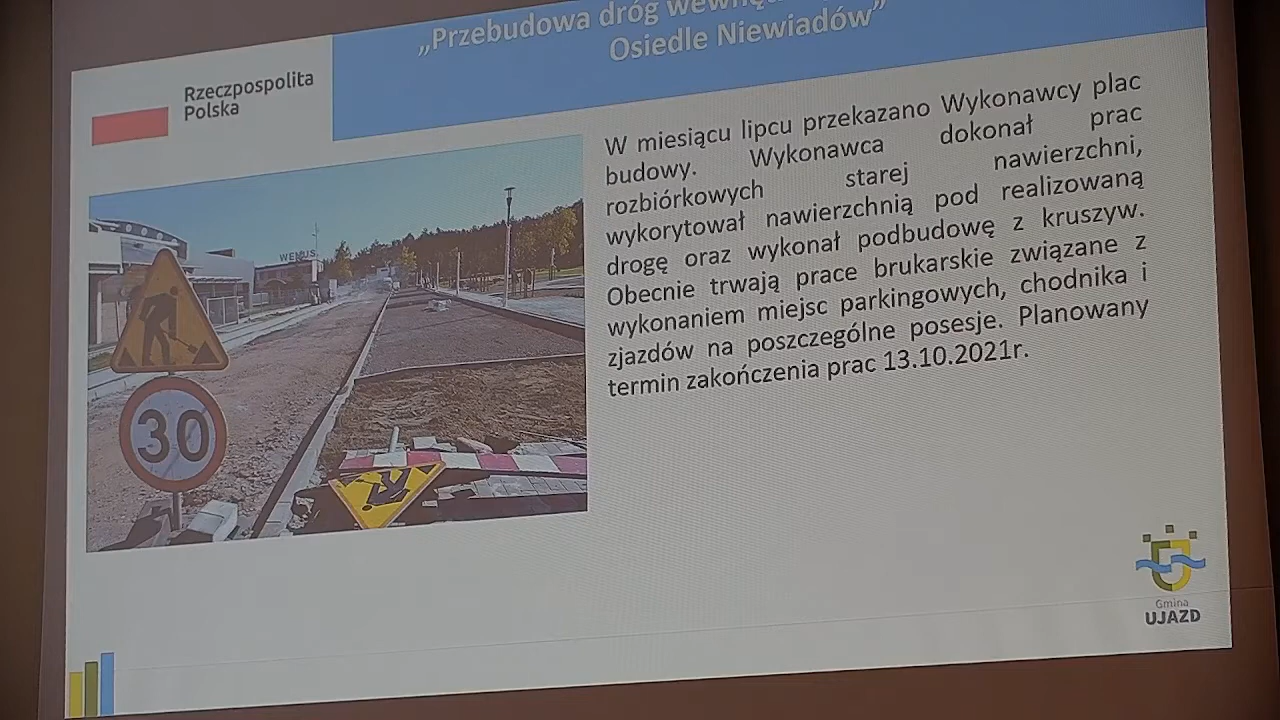 „Przebudowa dróg
Osiedle Niewiadów”
Rzeczpospolita
Polska
W miesiącu lipcu przekazano Wykonawcy plac
budowy. Wykonawca dokonał prac
rozbiórkowych starej nawierzchni,
wykorytował nawierzchnią pod realizowaną
drogę oraz wykonał podbudowę z kruszyw.
Obecnie trwają prace brukarskie związane z
wykonaniem miejsc parkingowych, chodnika i
zjazdów na poszczególne posesje. Planowany
termin zakończenia prac 13.10.2021r.
30
Gmina
UJAZD